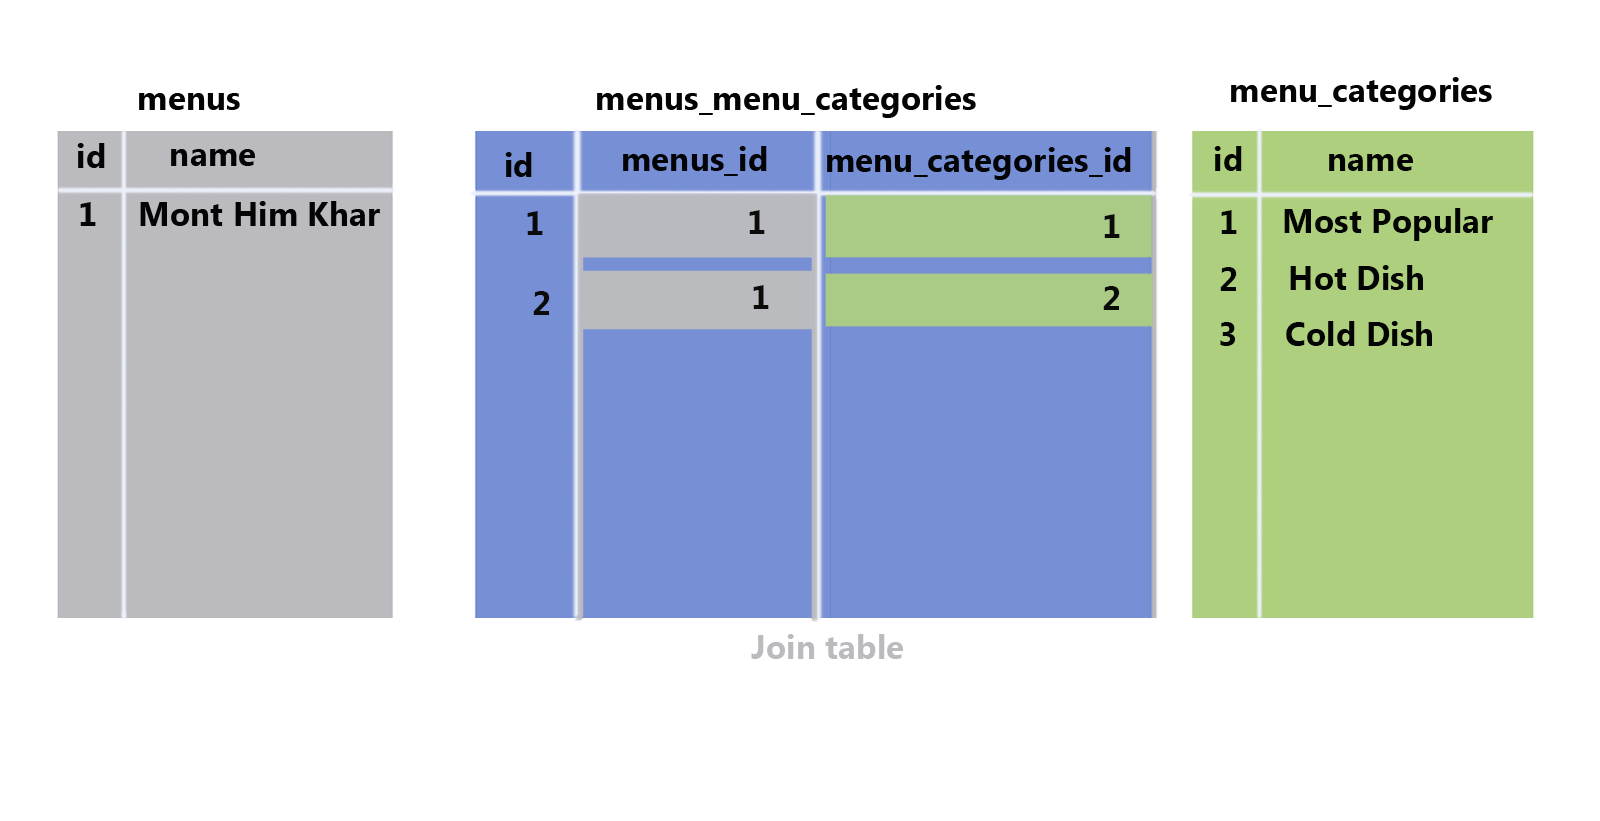 menus
id name
1 Mont Him Khar
menus_menu_categories
id menus_id menu_categories_id
1 1 1
2 1 2
Join table
menu_categories
id name
1 Most Popular
2 Hot Dish
3 Cold Dish